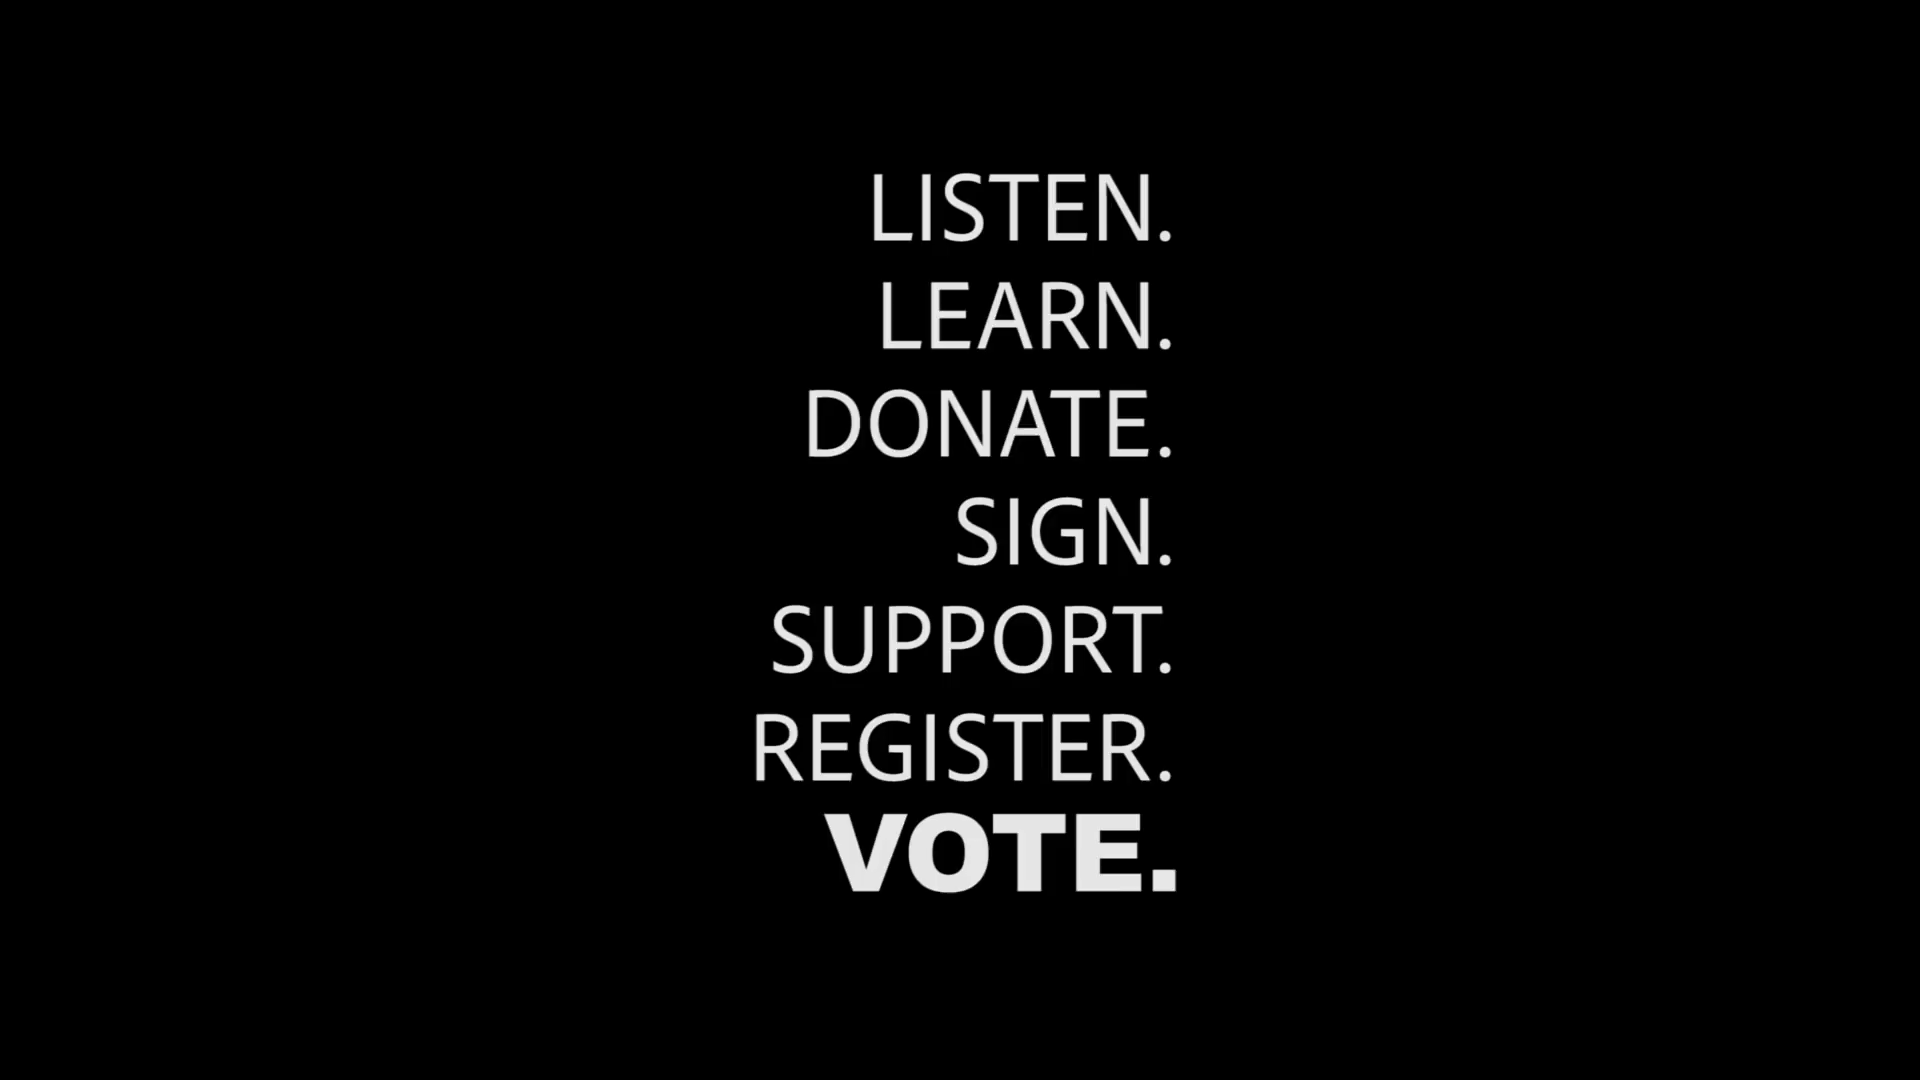 LISTEN.
LEARN.
DONATE.
SIGN.
SUPPORT.
REGISTER.
VOTE.